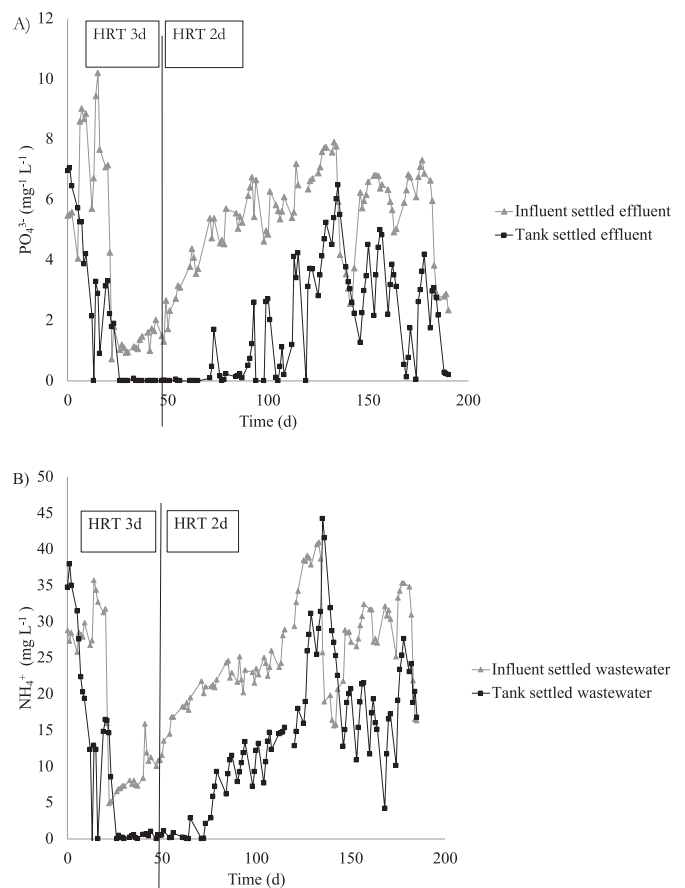 A)
HRT 3d
HRT 2d
12
10
8
6
4
2
0
PO₄³⁻ (mg⁻¹ L⁻¹)
0 50 100 150 200
Time (d)
Influent settled effluent
Tank settled effluent
B)
HRT 3d
HRT 2d
50
45
40
35
30
25
20
15
10
5
0
NH₄⁺ (mg L⁻¹)
0 50 100 150 200
Time (d)
Influent settled wastewater
Tank settled wastewater